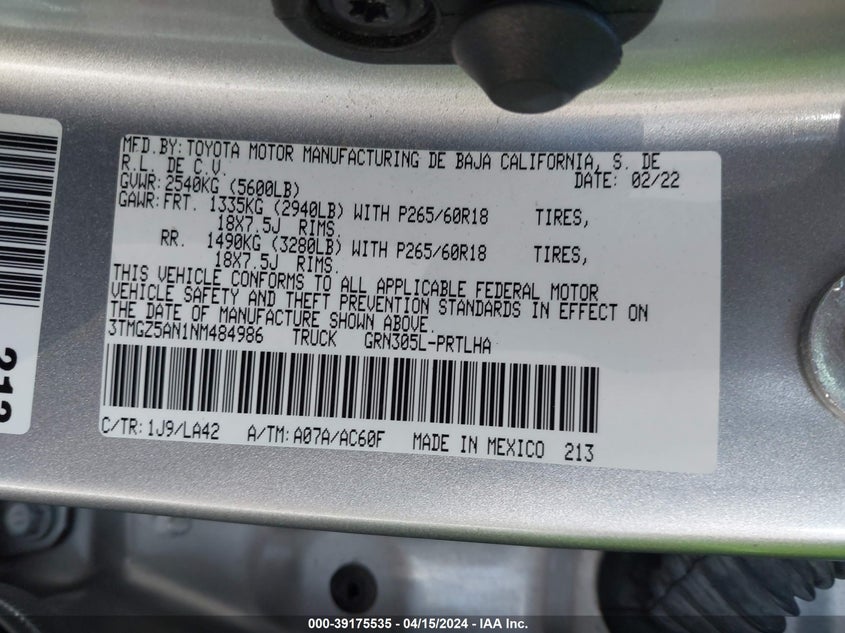 MFD.BY:TOYOTA MOTOR MANUFACTURING DE BAJA CALIFORNIA, S. DE
R.L. DE C.V. DATE: 02/22
GVWR:2540KG (5600LB)
GAWR:FRT. 1335KG (2940LB) WITH P265/60R18 TIRES,
18X7.5J RIMS.
RR. 1490KG (3280LB) WITH P265/60R18 TIRES,
18X7.5J RIMS.
THIS VEHICLE CONFORMS TO ALL APPLICABLE FEDERAL MOTOR
VEHICLE SAFETY AND THEFT PREVENTION STANDARDS IN EFFECT ON
THE DATE OF MANUFACTURE SHOWN ABOVE.
3TMGZ5AN1NM484986 TRUCK GRN305L-PRTLHA
C/TR:1J9/LA42 A/TM:A07A/AC60F MADE IN MEXICO 213
213
000-39175535 - 04/15/2024 - IAA Inc.